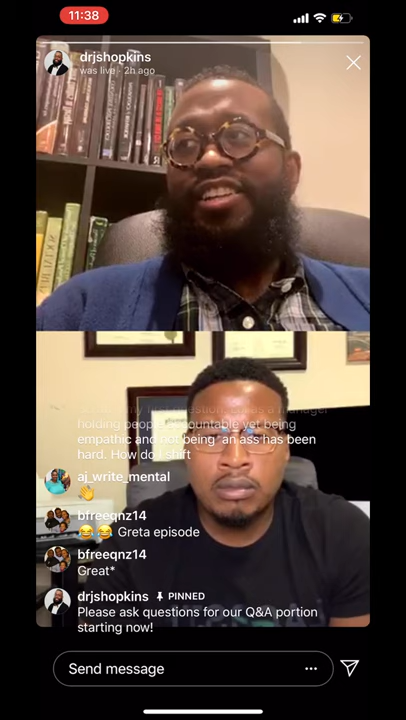 11:38
drjshopkins
was live · 2h ago
holding people accountable yet being
empathic and not being an ass has been
hard. How do I shift
aj_write_mental
👋
bfreeqnz14
😂😂 Greta episode
bfreeqnz14
Great*
drjshopkins PINNED
Please ask questions for our Q&A portion
starting now!
Send message